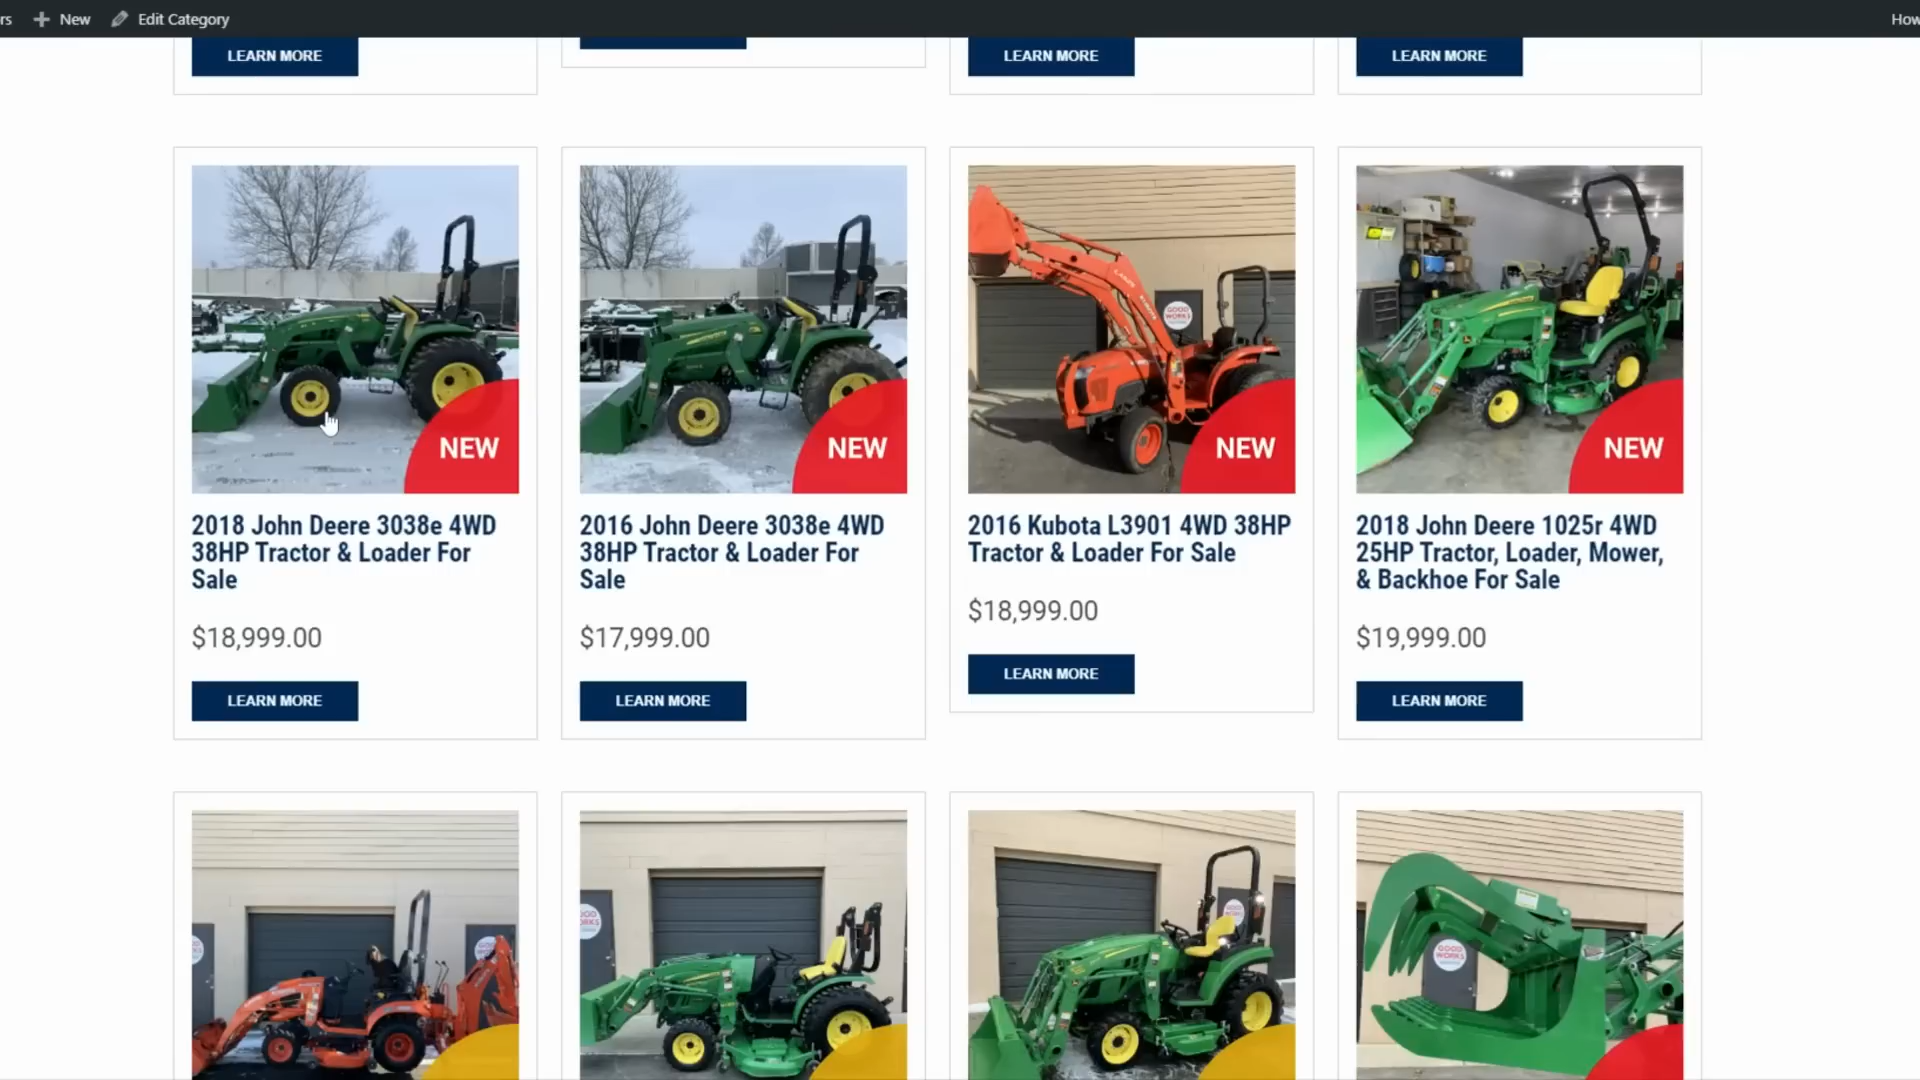 rs
New
Edit Category
How
LEARN MORE
LEARN MORE
LEARN MORE
NEW
NEW
GOOD
WORKS
NEW
NEW
2018 John Deere 3038e 4WD
38HP Tractor & Loader For
Sale
$18,999.00
LEARN MORE
2016 John Deere 3038e 4WD
38HP Tractor & Loader For
Sale
$17,999.00
LEARN MORE
2016 Kubota L3901 4WD 38HP
Tractor & Loader For Sale
$18,999.00
LEARN MORE
2018 John Deere 1025r 4WD
25HP Tractor, Loader, Mower,
& Backhoe For Sale
$19,999.00
LEARN MORE
GOOD
WORKS